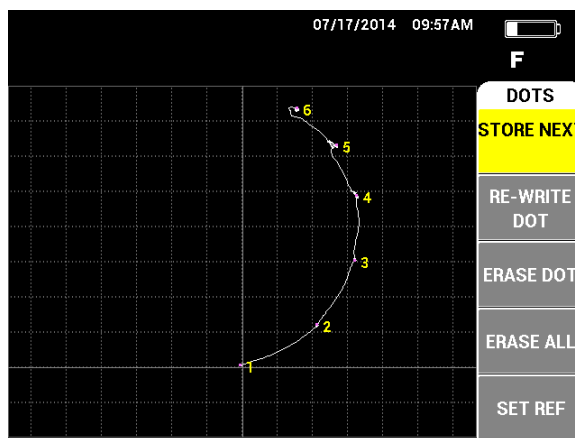 07/17/2014 09:57AM
F
DOTS
STORE NEXT
RE-WRITE
DOT
ERASE DOT
ERASE ALL
SET REF
6
5
4
3
2
1